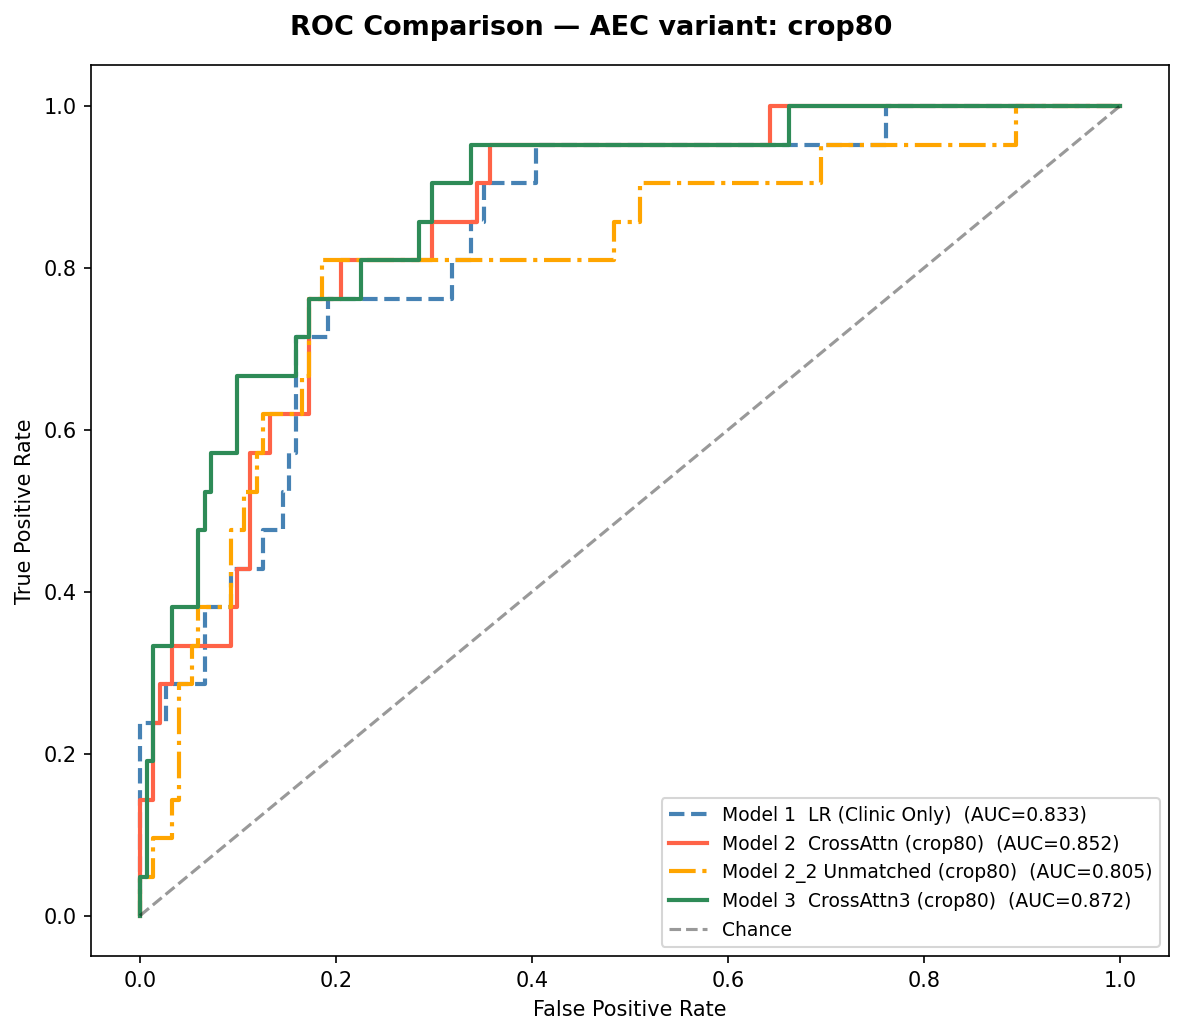 ROC Comparison — AEC variant: crop80
True Positive Rate
1.0
0.8
0.6
0.4
0.2
0.0
Model 1  LR (Clinic Only)  (AUC=0.833)
Model 2  CrossAttn (crop80)  (AUC=0.852)
Model 2_2 Unmatched (crop80)  (AUC=0.805)
Model 3  CrossAttn3 (crop80)  (AUC=0.872)
Chance
0.0 0.2 0.4 0.6 0.8 1.0
False Positive Rate